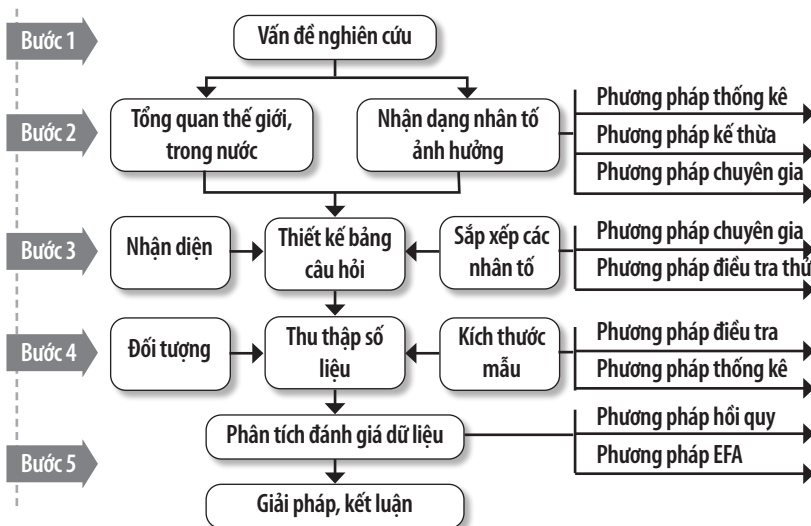 Bước 1
Vấn đề nghiên cứu
Bước 2
Tổng quan thế giới,
trong nước
Nhận dạng nhân tố
ảnh hưởng
Phương pháp thống kê
Phương pháp kế thừa
Phương pháp chuyên gia
Bước 3
Nhận diện
Thiết kế bảng
câu hỏi
Sắp xếp các
nhân tố
Phương pháp chuyên gia
Phương pháp điều tra thử
Bước 4
Đối tượng
Thu thập số
liệu
Kích thước
mẫu
Phương pháp điều tra
Phương pháp thống kê
Bước 5
Phân tích đánh giá dữ liệu
Phương pháp hồi quy
Phương pháp EFA
Giải pháp, kết luận